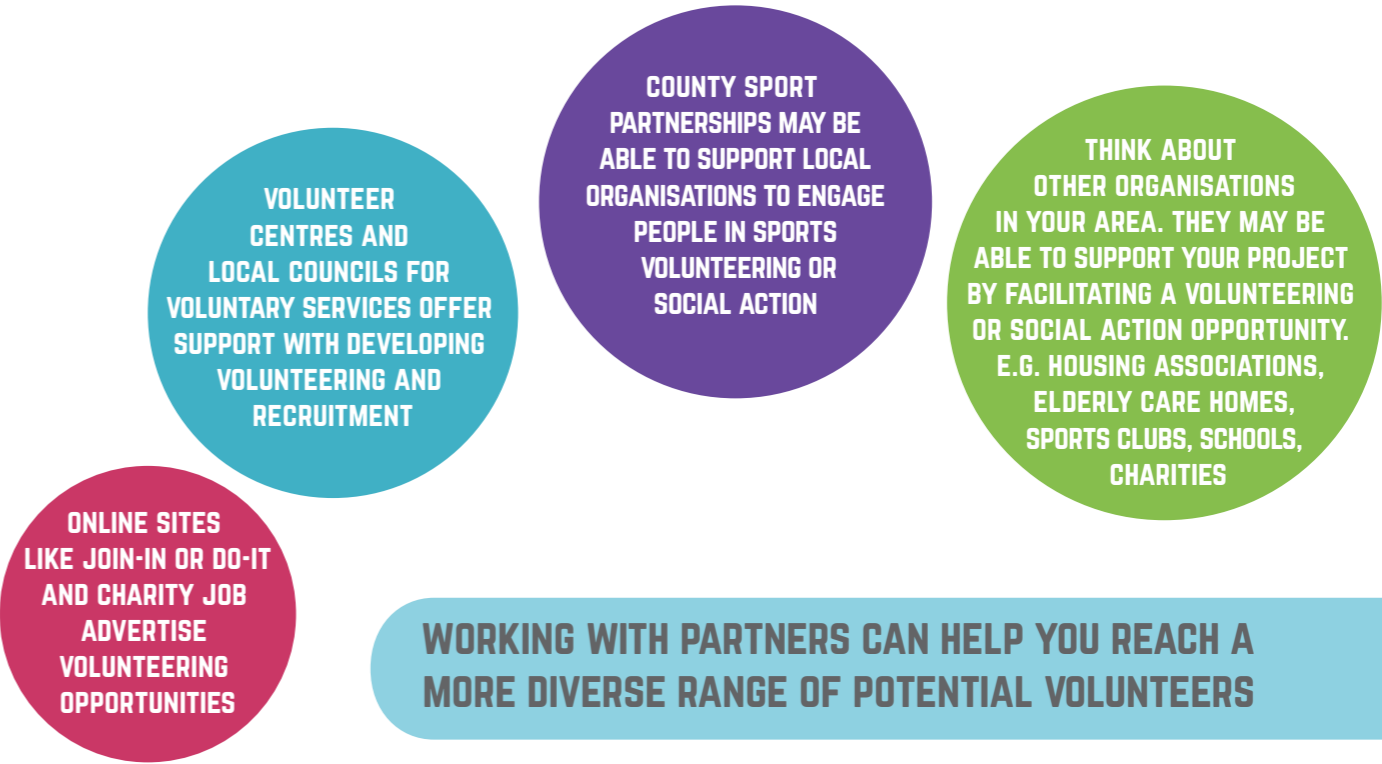 ONLINE SITES
LIKE JOIN-IN OR DO-IT
AND CHARITY JOB
ADVERTISE
VOLUNTEERING
OPPORTUNITIES
VOLUNTEER
CENTRES AND
LOCAL COUNCILS FOR
VOLUNTARY SERVICES OFFER
SUPPORT WITH DEVELOPING
VOLUNTEERING AND
RECRUITMENT
COUNTY SPORT
PARTNERSHIPS MAY BE
ABLE TO SUPPORT LOCAL
ORGANISATIONS TO ENGAGE
PEOPLE IN SPORTS
VOLUNTEERING OR
SOCIAL ACTION
THINK ABOUT
OTHER ORGANISATIONS
IN YOUR AREA. THEY MAY BE
ABLE TO SUPPORT YOUR PROJECT
BY FACILITATING A VOLUNTEERING
OR SOCIAL ACTION OPPORTUNITY.
E.G. HOUSING ASSOCIATIONS,
ELDERLY CARE HOMES,
SPORTS CLUBS, SCHOOLS,
CHARITIES
WORKING WITH PARTNERS CAN HELP YOU REACH A
MORE DIVERSE RANGE OF POTENTIAL VOLUNTEERS